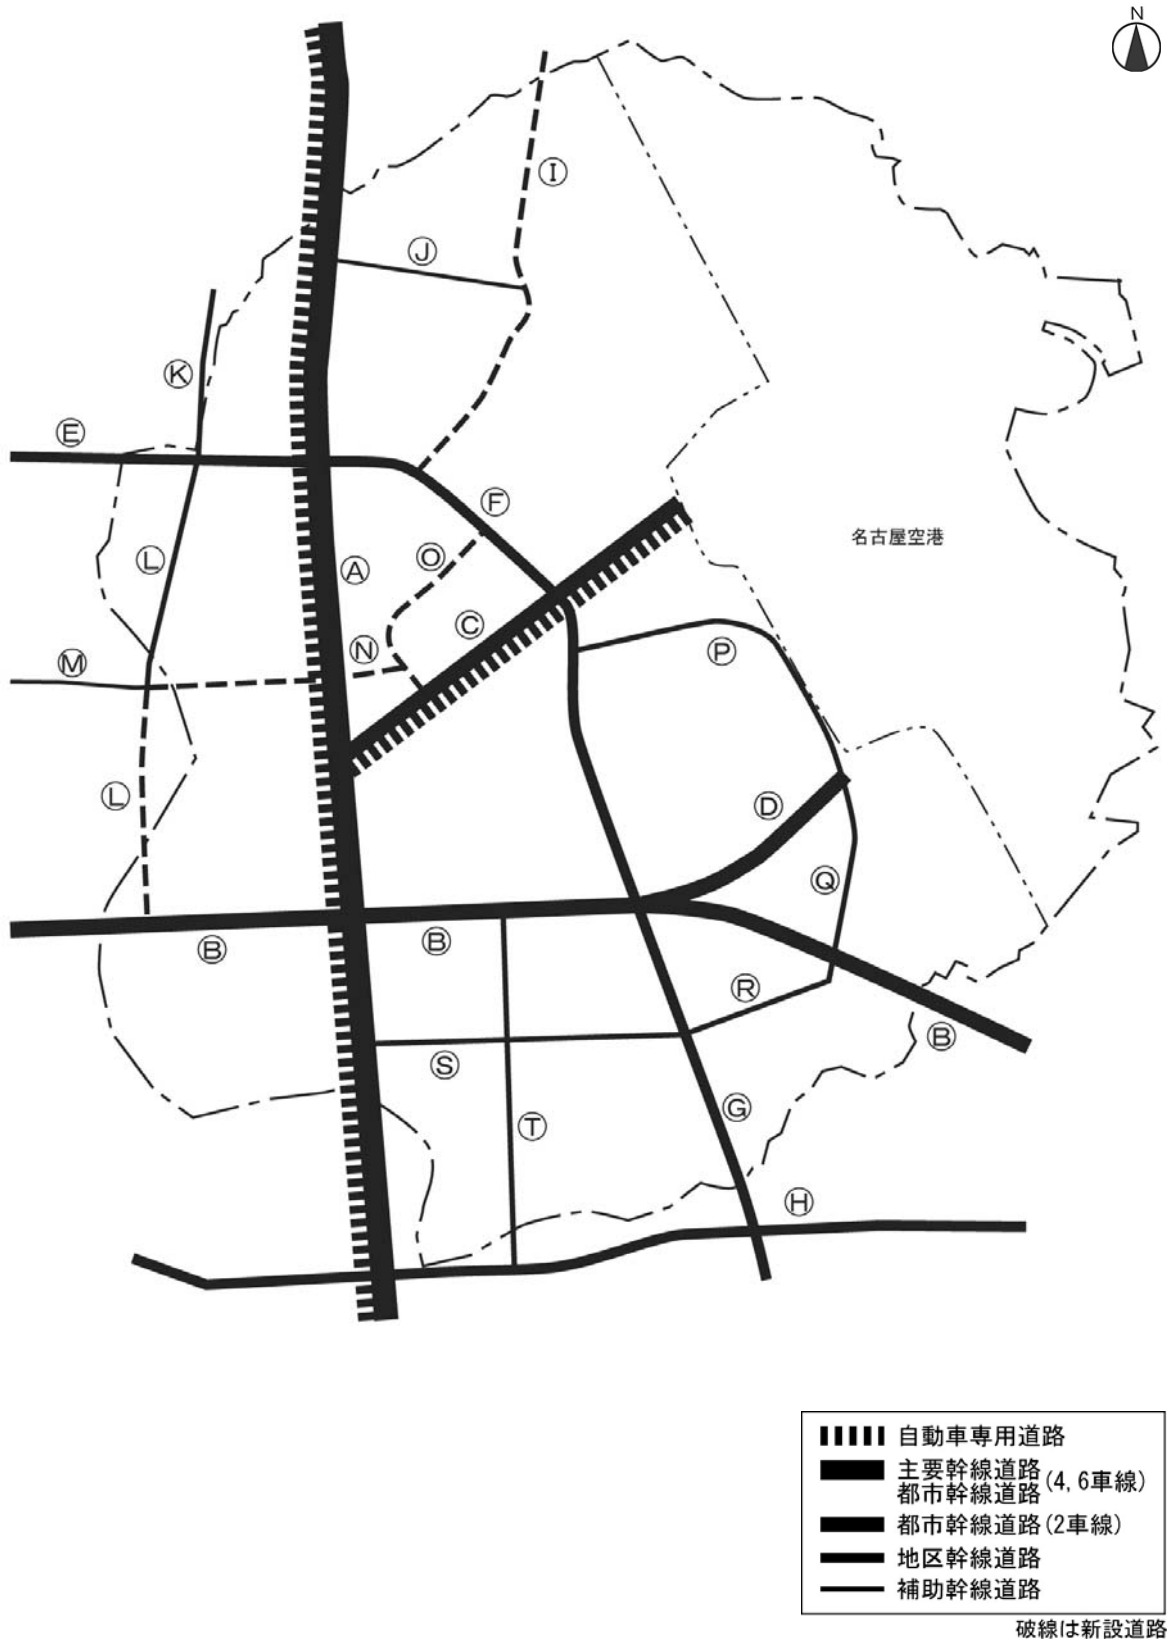 N
Ⓘ
Ⓙ
Ⓚ
Ⓔ
Ⓕ
名古屋空港
Ⓞ
Ⓛ
Ⓐ
Ⓒ
Ⓝ
Ⓟ
Ⓜ
Ⓛ
Ⓓ
Ⓠ
Ⓑ
Ⓑ
Ⓡ
Ⓑ
Ⓢ
Ⓖ
Ⓣ
Ⓗ
自動車専用道路
主要幹線道路
都市幹線道路(4,6車線)
都市幹線道路(2車線)
地区幹線道路
補助幹線道路
破線は新設道路